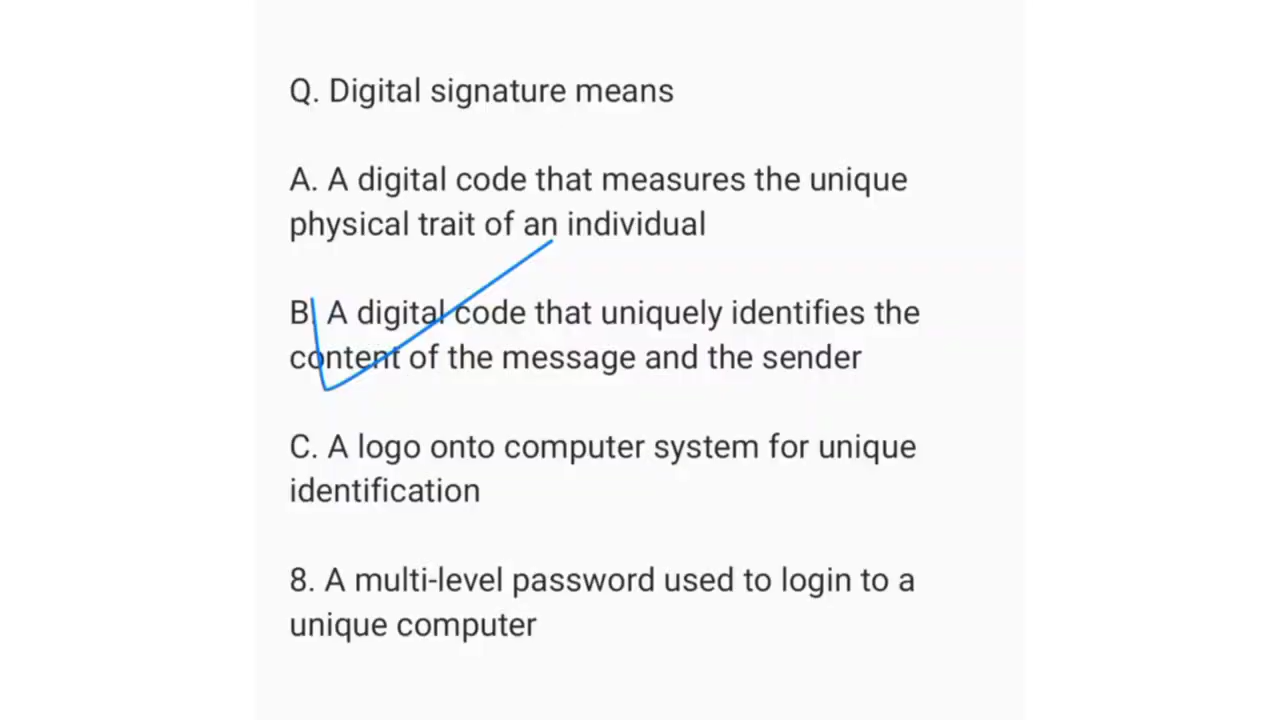 Q. Digital signature means
A. A digital code that measures the unique
physical trait of an individual
B. A digital code that uniquely identifies the
content of the message and the sender
C. A logo onto computer system for unique
identification
8. A multi-level password used to login to a
unique computer